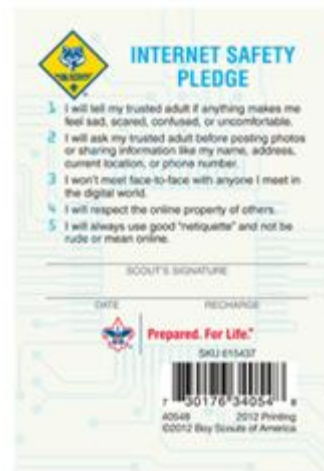 CUB SCOUTS
INTERNET SAFETY
PLEDGE
1 I will tell my trusted adult if anything makes me
feel sad, scared, confused, or uncomfortable.
2 I will ask my trusted adult before posting photos
or sharing information like my name, address,
current location, or phone number.
3 I won't meet face-to-face with anyone I meet in
the digital world.
4 I will respect the online property of others.
5 I will always use good "netiquette" and not be
rude or mean online.
SCOUT'S SIGNATURE
DATE RECHARGE
Prepared. For Life.®
SKU 615437
7 30176 34054 8
40548 2012 Printing
©2012 Boy Scouts of America